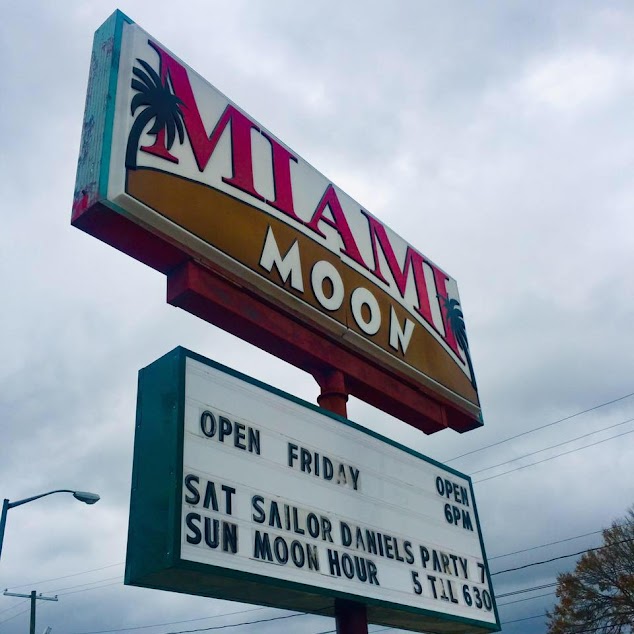 MIAMI
MOON
OPEN FRIDAY OPEN
6PM
SAT SAILOR DANIELS PARTY 7
SUN MOON HOUR 5 TIL 630